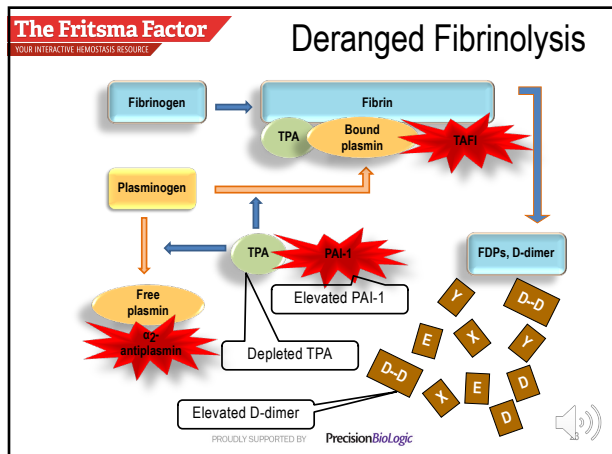 The Fritsma Factor
YOUR INTERACTIVE HEMOSTASIS RESOURCE
Deranged Fibrinolysis
Fibrinogen
Fibrin
TPA
Bound
plasmin
TAFI
Plasminogen
TPA
PAI-1
FDPs, D-dimer
Elevated PAI-1
Free
plasmin
α2-
antiplasmin
Depleted TPA
Y
D--D
E
X
Y
D--D
X
E
D
D
Elevated D-dimer
PROUDLY SUPPORTED BY PrecisionBioLogic